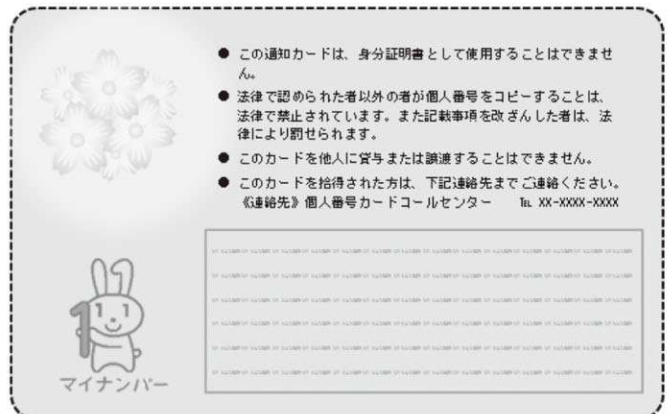 ● この通知カードは、身分証明書として使用することはできませ
ん。
● 法律で認められた者以外の者が個人番号をコピーすることは、
法律で禁止されています。また記載事項を改ざんした者は、法
律により罰せられます。
● このカードを他人に貸与または譲渡することはできません。
● このカードを拾得された方は、下記連絡先までご連絡ください。
《連絡先》個人番号カードコールセンター ℡ XX-XXXX-XXXX
マイナンバー